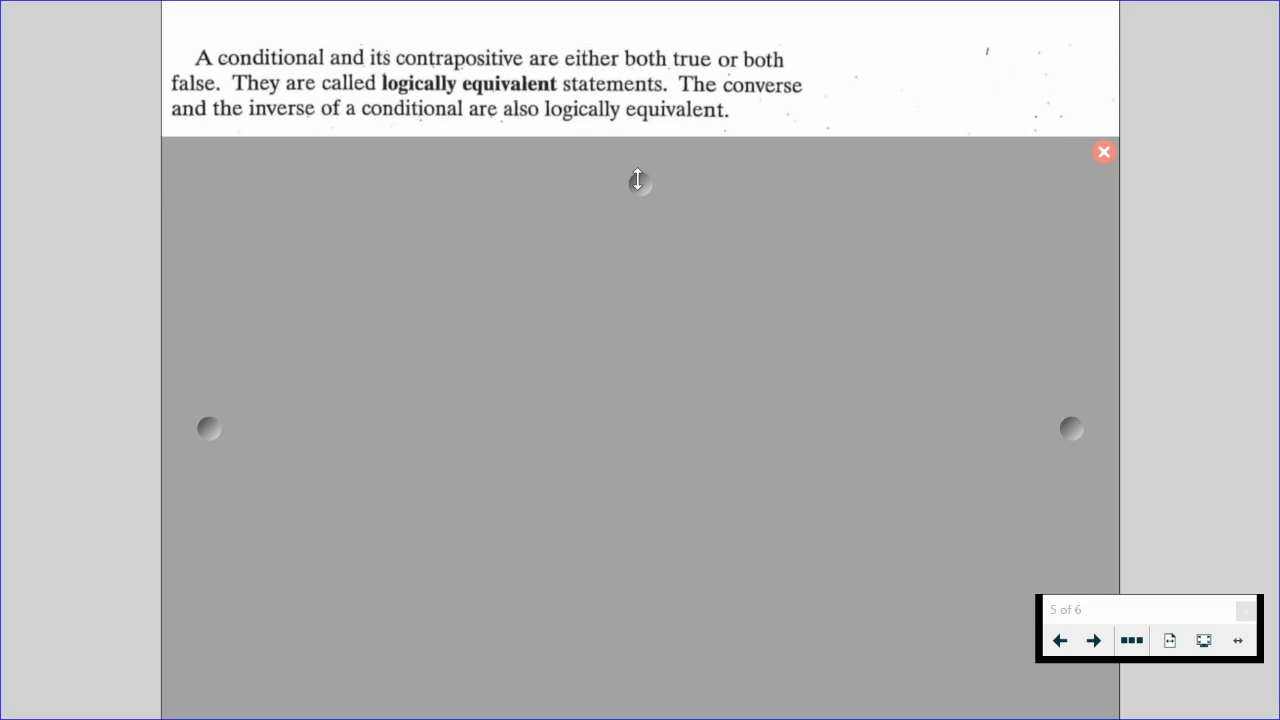 A conditional and its contrapositive are either both true or both
false. They are called logically equivalent statements. The converse
and the inverse of a conditional are also logically equivalent.
5 of 6